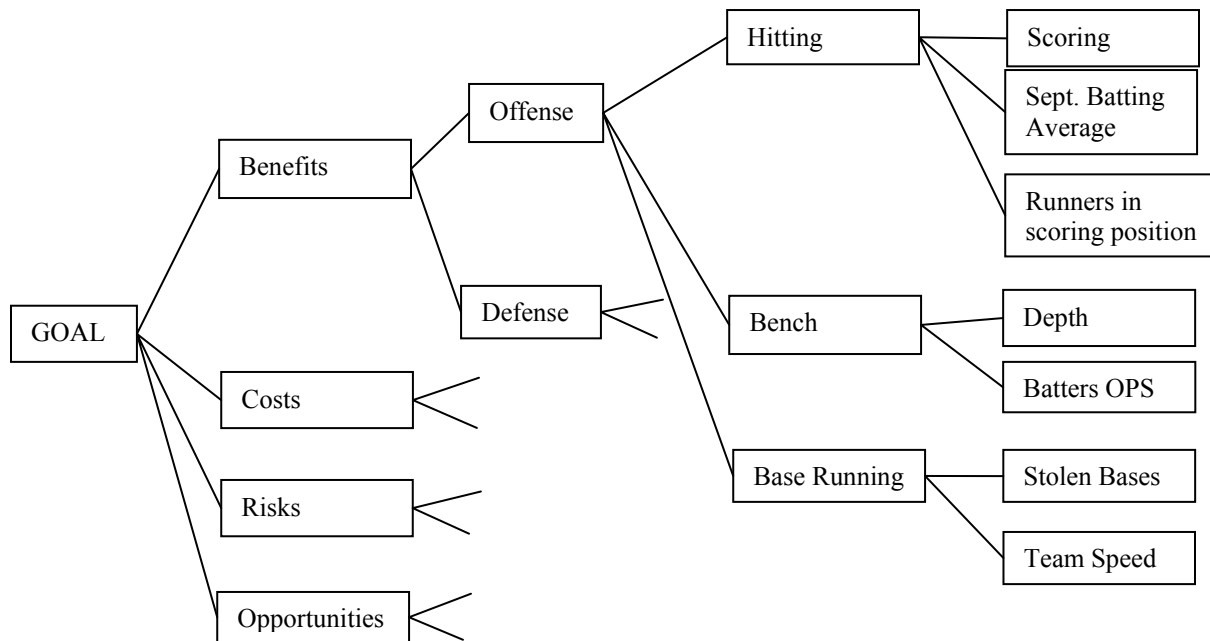 GOAL
Benefits
Costs
Risks
Opportunities
Offense
Defense
Hitting
Bench
Base Running
Scoring
Sept. Batting
Average
Runners in
scoring position
Depth
Batters OPS
Stolen Bases
Team Speed